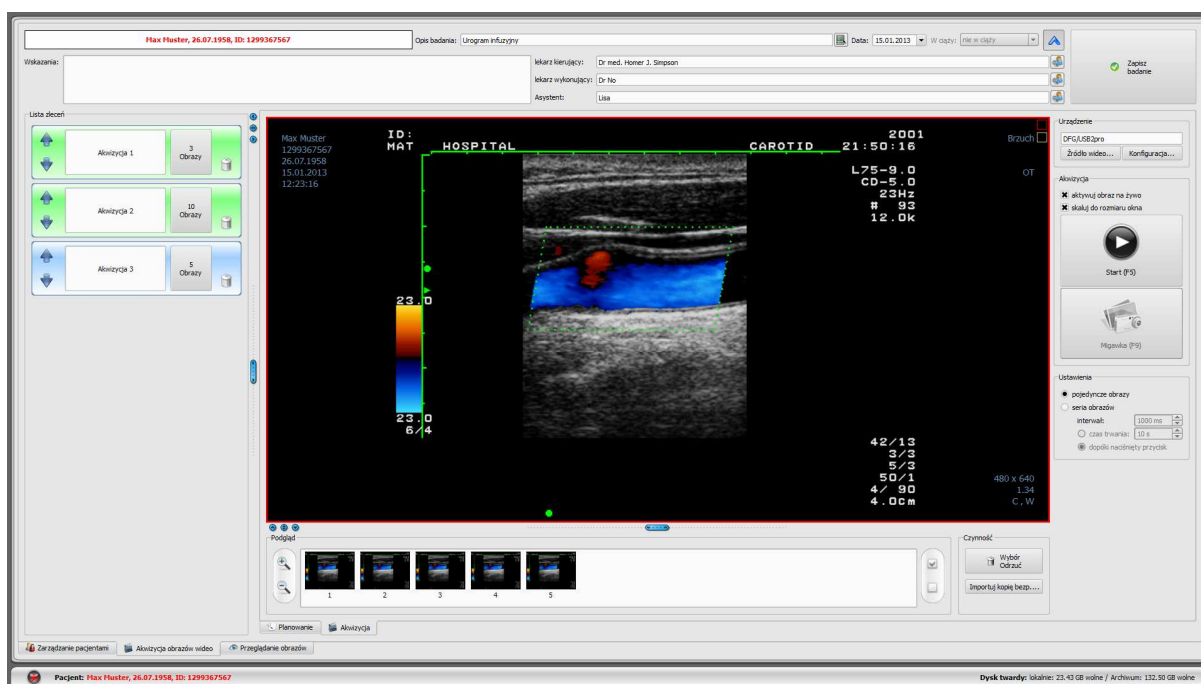 Max Muster, 26.07.1958, ID: 1299367567
Opis badania: Urogram infuzyjny
Data: 15.01.2013
W ciąży: nie w ciąży
Wskazania:
lekarz kierujący: Dr med. Homer J. Simpson
lekarz wykonujący: Dr No
Asystent: Lisa
Zapisz
badanie
Lista zleceń
Akwizycja 1
3
Obrazy
Akwizycja 2
10
Obrazy
Akwizycja 3
5
Obrazy
Max Muster
1299367567
26.07.1958
15.01.2013
12:23:16
ID:
MAT HOSPITAL CAROTID
2001
21:50:16
Brzuch
OT
L75-9.0
CD-5.0
23Hz
# 93
12.0k
23.0
23.0
6/4
42/13
3/3
5/3
50/1
4/ 90
4.0cm
480 x 640
1.34
C, W
Urządzenie
DFG/USB2pro
Źródło wideo...
Konfiguracja...
Akwizycja
aktywuj obraz na żywo
skaluj do rozmiaru okna
Start (F5)
Migawka (F9)
Ustawienia
pojedyncze obrazy
seria obrazów
interwał: 1000 ms
czas trwania: 10 s
dopóki naciśnięty przycisk
Podgląd
1 2 3 4 5
Czynność
Wybór
Odrzuć
Importuj kopię bezp....
Planowanie
Akwizycja
Zarządzanie pacjentami
Akwizycja obrazów wideo
Przeglądanie obrazów
Pacjent: Max Muster, 26.07.1958, ID: 1299367567
Dysk twardy: lokalnie: 23.43 GB wolne / Archiwum: 132.50 GB wolne